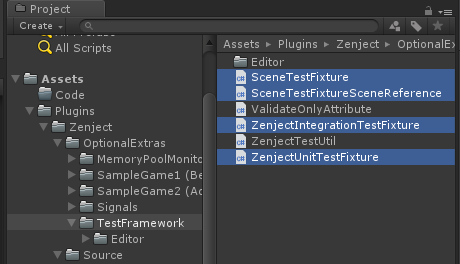 Project
Create
All Scripts
Assets
Code
Plugins
Zenject
OptionalExtras
MemoryPoolMonito
SampleGame1 (Be
SampleGame2 (Ad
Signals
TestFramework
Editor
Source
Assets Plugins Zenject OptionalEx
Editor
SceneTestFixture
SceneTestFixtureSceneReference
ValidateOnlyAttribute
ZenjectIntegrationTestFixture
ZenjectTestUtil
ZenjectUnitTestFixture